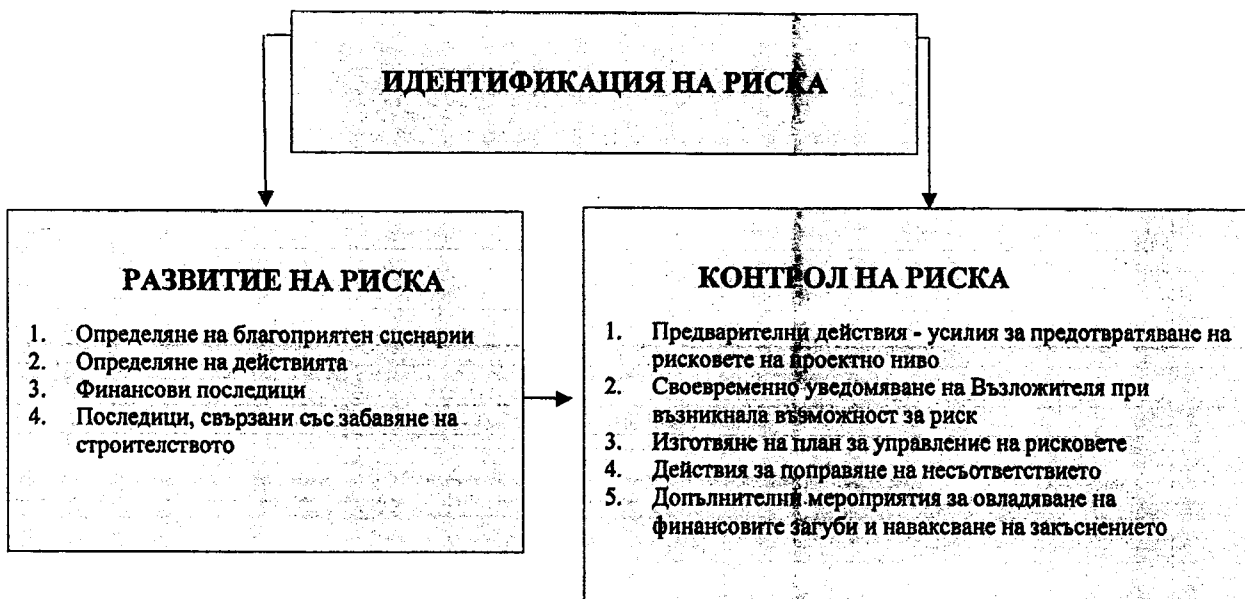 ИДЕНТИФИКАЦИЯ НА РИСКА
РАЗВИТИЕ НА РИСКА
1. Определяне на благоприятен сценарии
2. Определяне на действията
3. Финансови последици
4. Последици, свързани със забавяне на
строителството
КОНТРОЛ НА РИСКА
1. Предварителни действия - усилия за предотвратяване на
рисковете на проектно ниво
2. Своевременно уведомяване на Възложителя при
възникнала възможност за риск
3. Изготвяне на план за управление на рисковете
4. Действия за поправяне на несъответствието
5. Допълнителни мероприятия за овладяване на
финансовите загуби и наваксване на закъснението